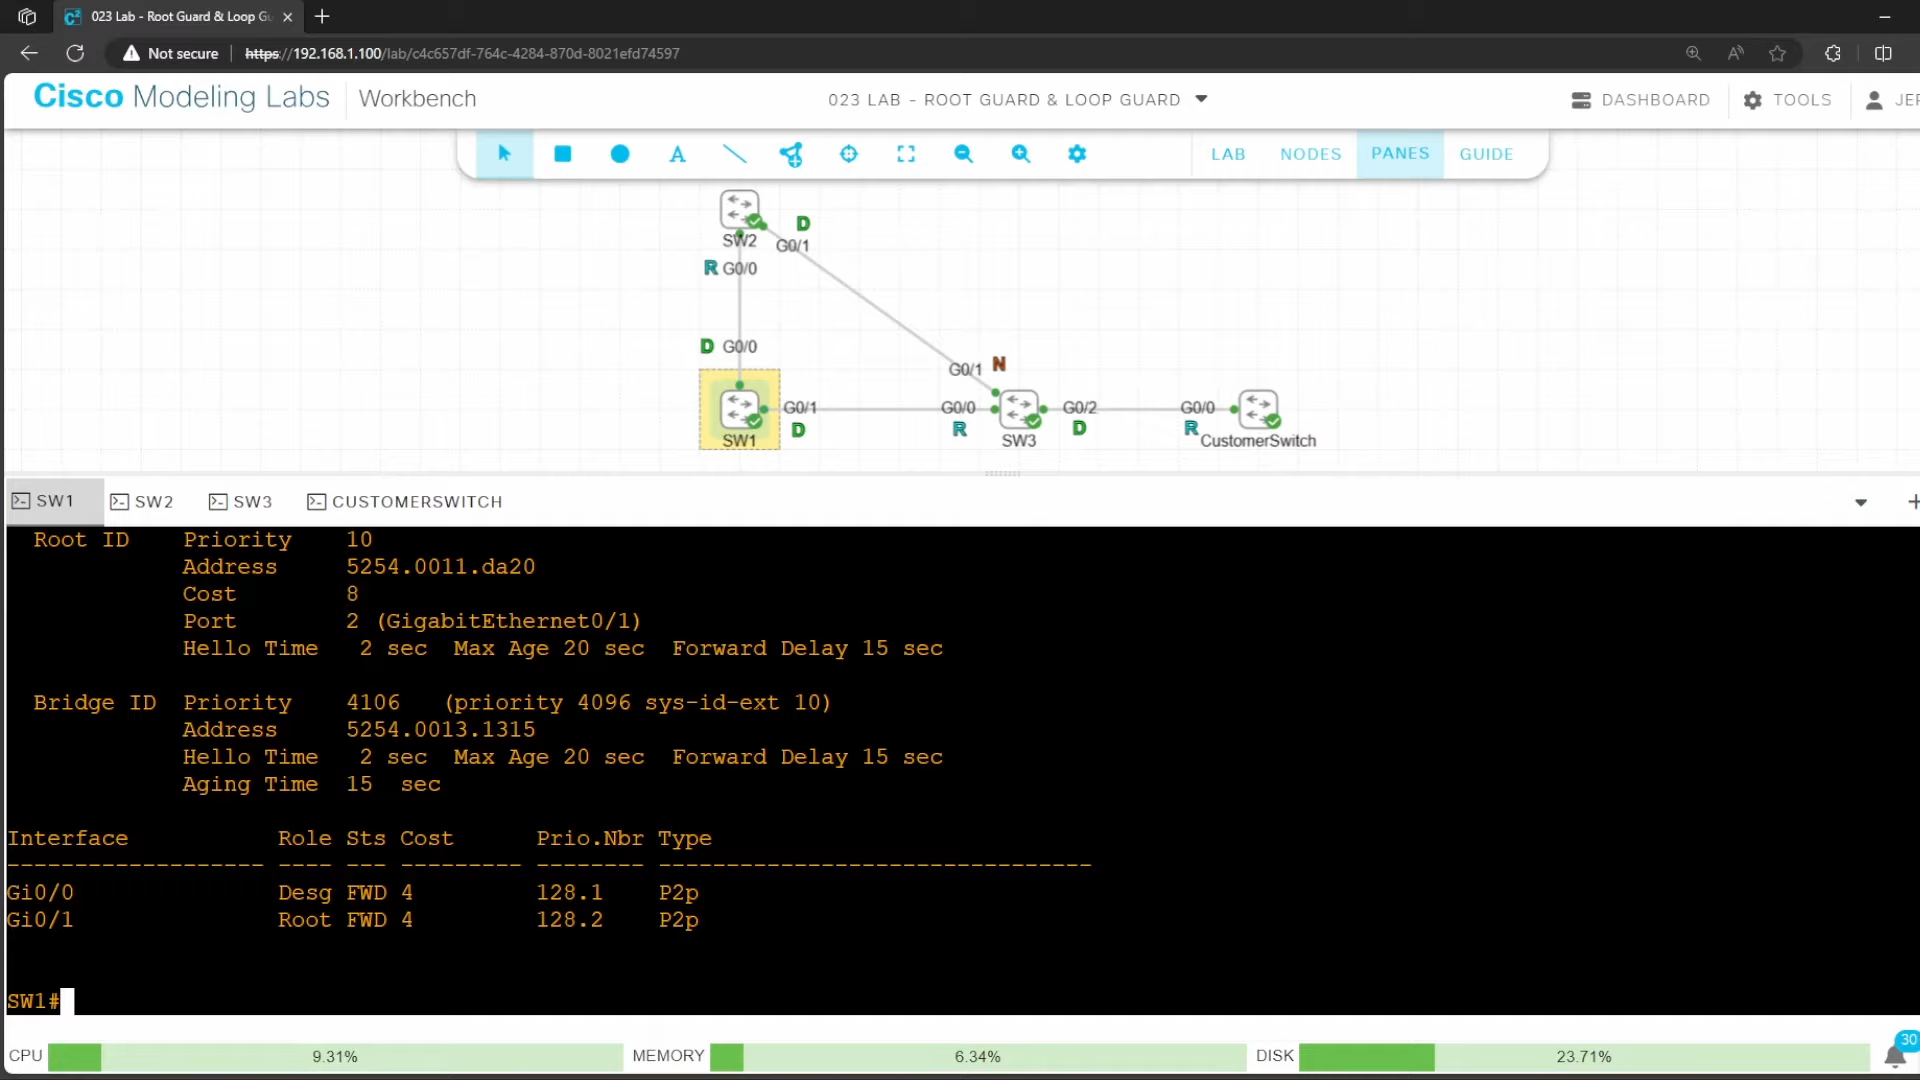 023 Lab - Root Guard & Loop Gu
Not secure
https://192.168.1.100/lab/c4c657df-764c-4284-870d-8021efd74597
Cisco Modeling Labs
Workbench
023 LAB - ROOT GUARD & LOOP GUARD
DASHBOARD
TOOLS
JEF
A
LAB
NODES
PANES
GUIDE
SW2
D
G0/1
R G0/0
D G0/0
G0/1 N
G0/1
G0/0
G0/2
G0/0
SW1
D
R
SW3
D
R
CustomerSwitch
SW1
SW2
SW3
CUSTOMERSWITCH
Root ID Priority 10
Address 5254.0011.da20
Cost 8
Port 2 (GigabitEthernet0/1)
Hello Time 2 sec Max Age 20 sec Forward Delay 15 sec
Bridge ID Priority 4106 (priority 4096 sys-id-ext 10)
Address 5254.0013.1315
Hello Time 2 sec Max Age 20 sec Forward Delay 15 sec
Aging Time 15 sec
Interface Role Sts Cost Prio.Nbr Type
------------------- ---- --- --------- -------- --------------------------------
Gi0/0 Desg FWD 4 128.1 P2p
Gi0/1 Root FWD 4 128.2 P2p
SW1#
CPU 9.31% MEMORY 6.34% DISK 23.71% 30